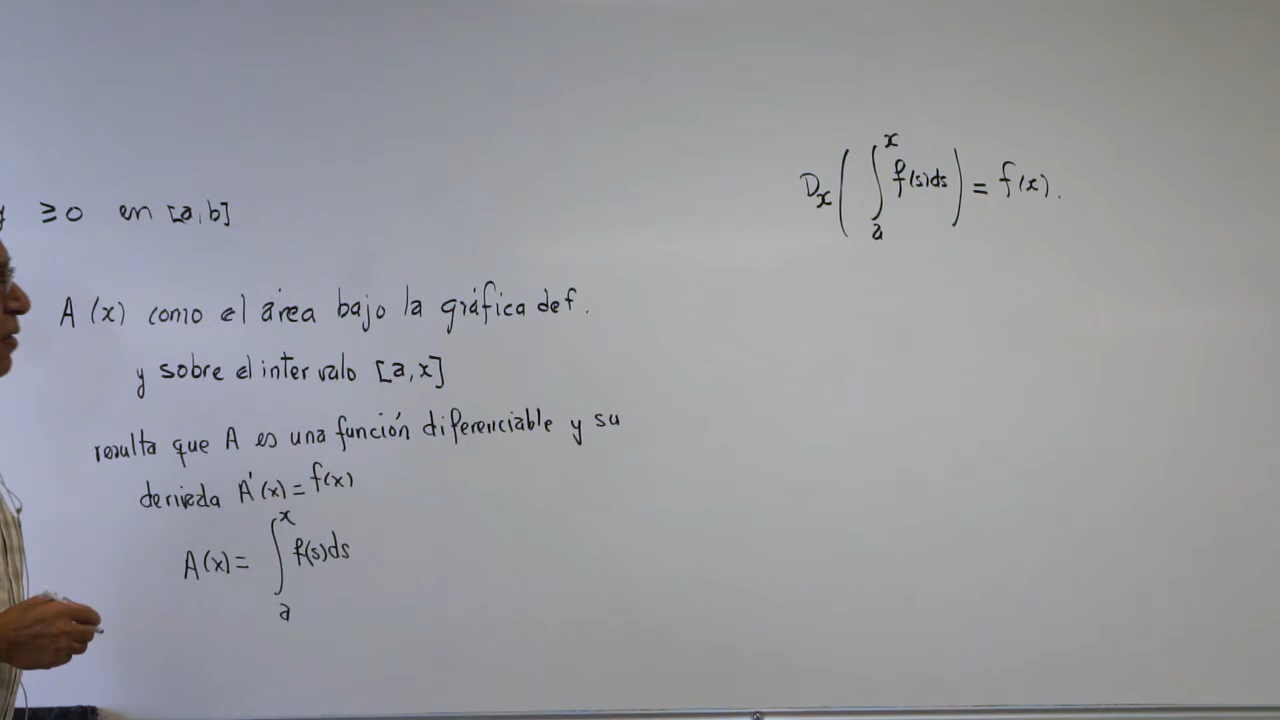 ≥0 en [a,b]
A(x) como el área bajo la gráfica de f.
y sobre el intervalo [a,x]
resulta que A es una función diferenciable y su
derivada A'(x) = f(x)
A(x) = ∫ₐˣ f(s)ds
Dₓ(∫ₐˣ f(s)ds) = f(x).